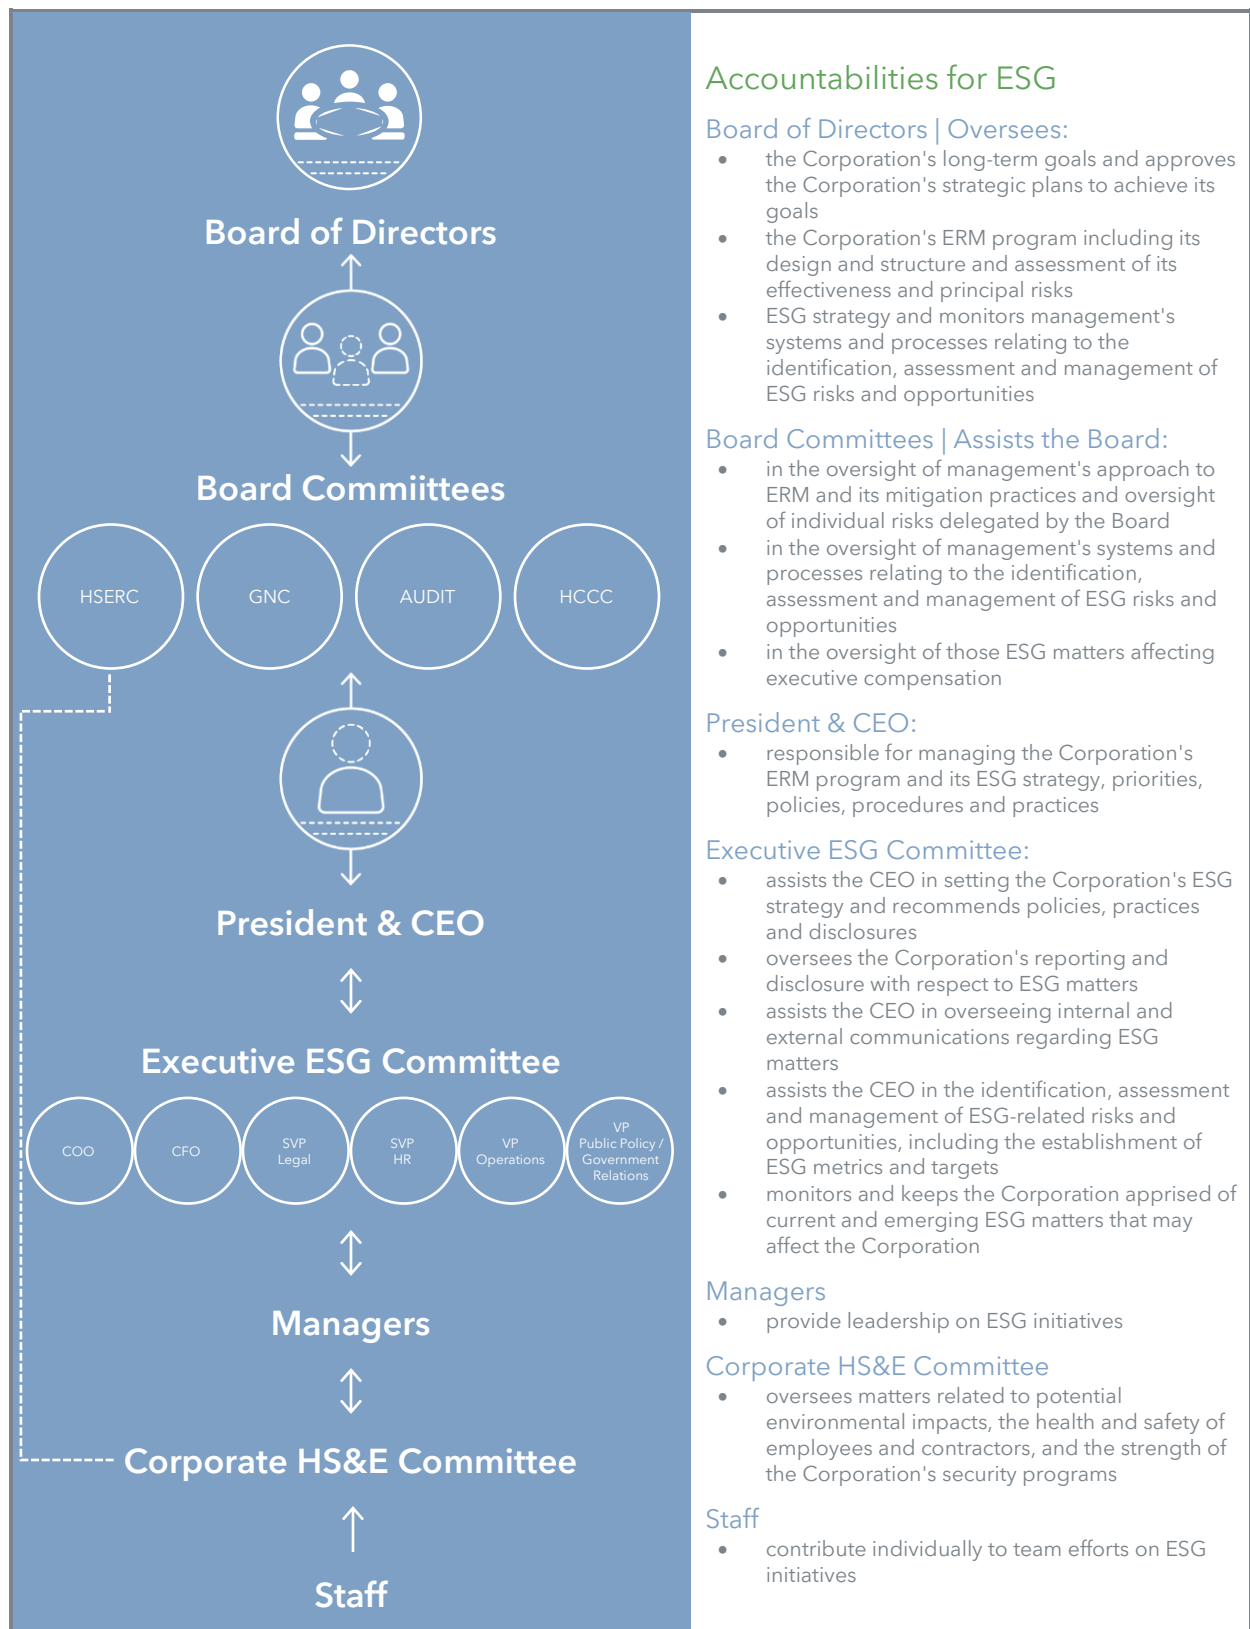 Board of Directors
Board Commiittees
HSERC
GNC
AUDIT
HCCC
President & CEO
Executive ESG Committee
COO
CFO
SVP
Legal
SVP
HR
VP
Operations
VP
Public Policy /
Government
Relations
Managers
Corporate HS&E Committee
Staff
Accountabilities for ESG
Board of Directors | Oversees:
• the Corporation's long-term goals and approves
the Corporation's strategic plans to achieve its
goals
• the Corporation's ERM program including its
design and structure and assessment of its
effectiveness and principal risks
• ESG strategy and monitors management's
systems and processes relating to the
identification, assessment and management of
ESG risks and opportunities
Board Committees | Assists the Board:
• in the oversight of management's approach to
ERM and its mitigation practices and oversight
of individual risks delegated by the Board
• in the oversight of management's systems and
processes relating to the identification,
assessment and management of ESG risks and
opportunities
• in the oversight of those ESG matters affecting
executive compensation
President & CEO:
• responsible for managing the Corporation's
ERM program and its ESG strategy, priorities,
policies, procedures and practices
Executive ESG Committee:
• assists the CEO in setting the Corporation's ESG
strategy and recommends policies, practices
and disclosures
• oversees the Corporation's reporting and
disclosure with respect to ESG matters
• assists the CEO in overseeing internal and
external communications regarding ESG
matters
• assists the CEO in the identification, assessment
and management of ESG-related risks and
opportunities, including the establishment of
ESG metrics and targets
• monitors and keeps the Corporation apprised of
current and emerging ESG matters that may
affect the Corporation
Managers
• provide leadership on ESG initiatives
Corporate HS&E Committee
• oversees matters related to potential
environmental impacts, the health and safety of
employees and contractors, and the strength of
the Corporation's security programs
Staff
• contribute individually to team efforts on ESG
initiatives